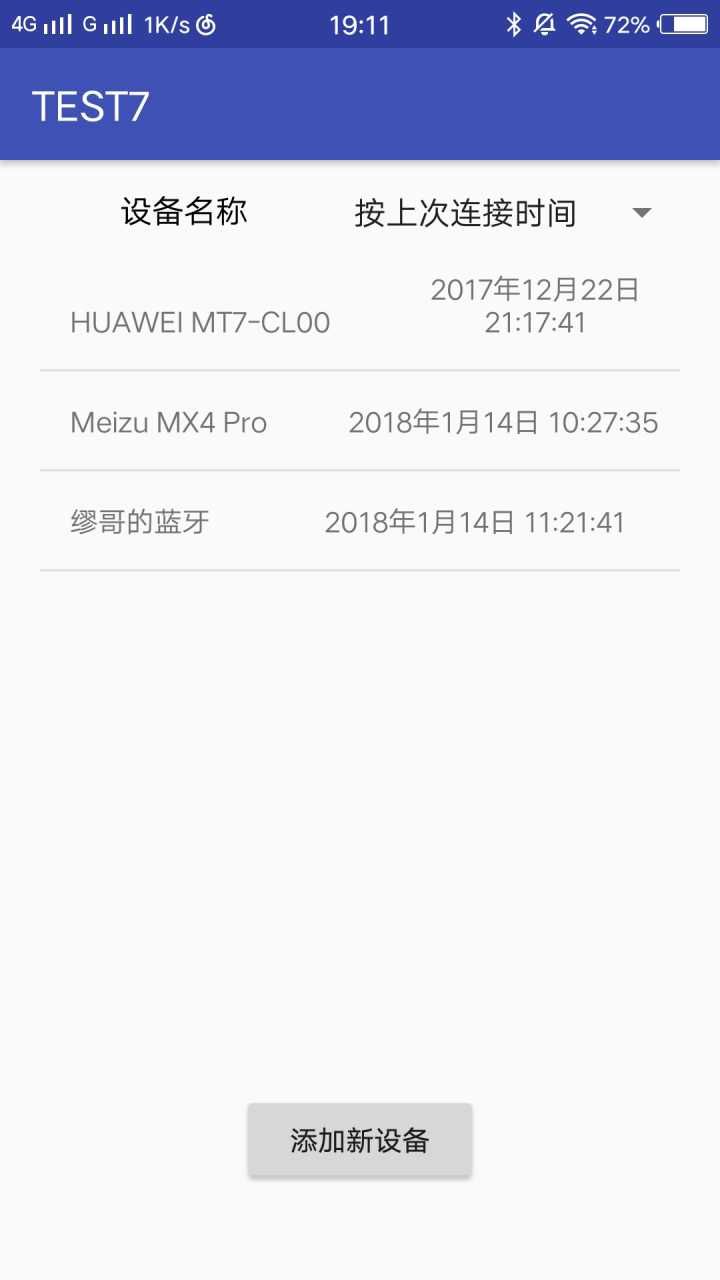 4G G 1K/s 19:11 72%
TEST7
设备名称 按上次连接时间
2017年12月22日
HUAWEI MT7-CL00 21:17:41
Meizu MX4 Pro 2018年1月14日 10:27:35
缪哥的蓝牙 2018年1月14日 11:21:41
添加新设备